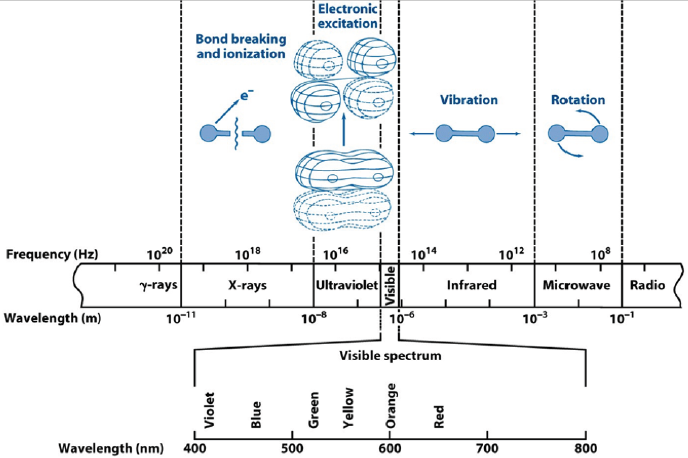 Electronic
excitation
Bond breaking
and ionization
e⁻
Vibration
Rotation
Frequency (Hz) 10²⁰ 10¹⁸ 10¹⁶ 10¹⁴ 10¹² 10⁸
γ-rays X-rays Ultraviolet Visible Infrared Microwave Radio
Wavelength (m) 10⁻¹¹ 10⁻⁸ 10⁻⁶ 10⁻³ 10⁻¹
Visible spectrum
Violet Blue Green Yellow Orange Red
Wavelength (nm) 400 500 600 700 800